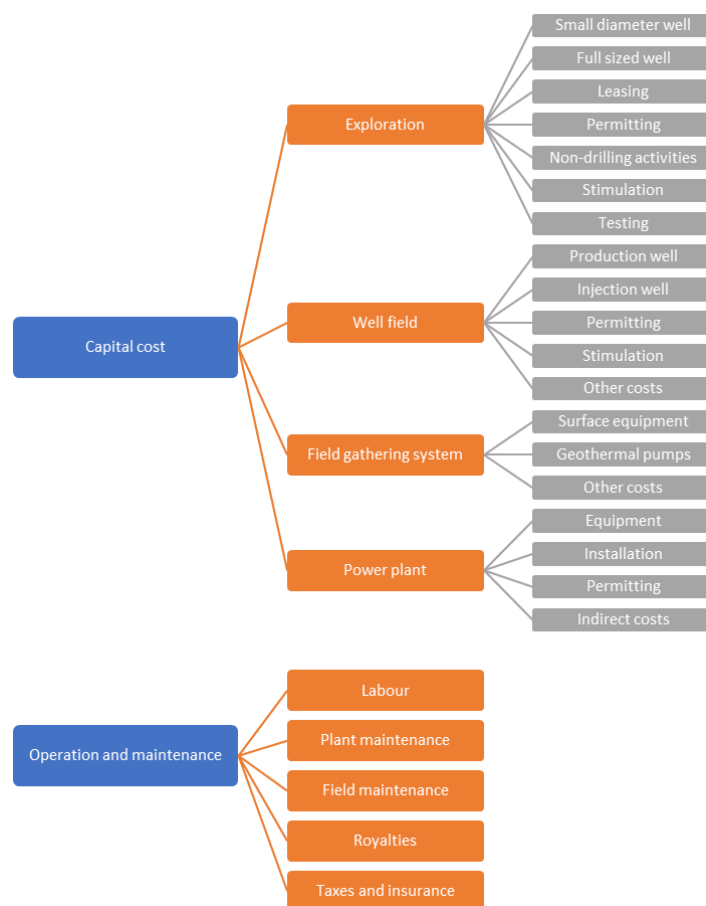 Capital cost
Exploration
Small diameter well
Full sized well
Leasing
Permitting
Non-drilling activities
Stimulation
Testing
Well field
Production well
Injection well
Permitting
Stimulation
Other costs
Field gathering system
Surface equipment
Geothermal pumps
Other costs
Power plant
Equipment
Installation
Permitting
Indirect costs
Operation and maintenance
Labour
Plant maintenance
Field maintenance
Royalties
Taxes and insurance